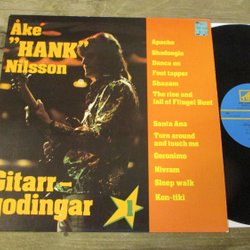 Åke
"HANK"
Nilsson
Apache
Shadoogie
Dance on
Foot tapper
Shazam
The rise and
fall of Flingel Bunt
Santa Ana
Turn around
and touch me
Geronimo
Nivram
Sleep walk
Kon-tiki
Gitarr-
godingar
1